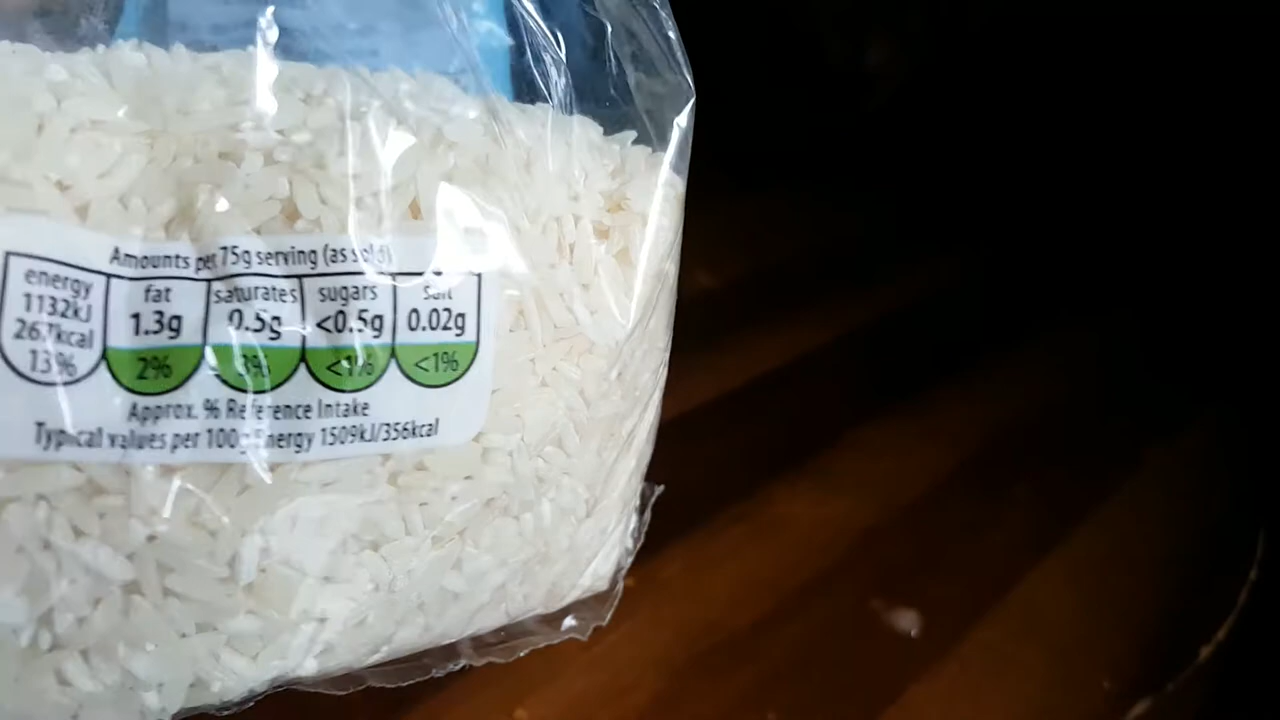 Amounts per 75g serving (as sold)
energy 1132kJ 267kcal 13%
fat 1.3g 2%
saturates 0.5g 3%
sugars <0.5g <1%
salt 0.02g <1%
Approx. % Reference Intake
Typical values per 100g Energy 1509kJ/356kcal